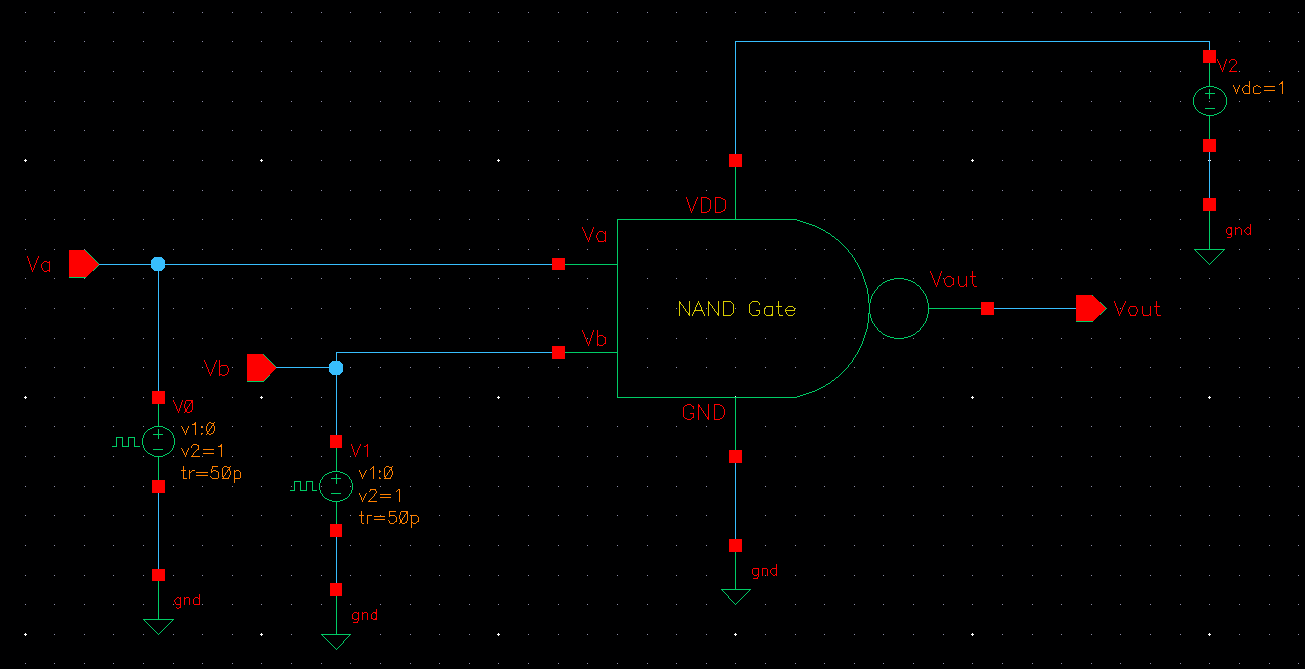 V2
vdc=1
VDD
gnd
Va
Va
Vout
NAND Gate
Vout
Vb
Vb
V0
GND
v1:0
v2=1
tr=50p
V1
v1:0
v2=1
tr=50p
gnd
gnd
gnd